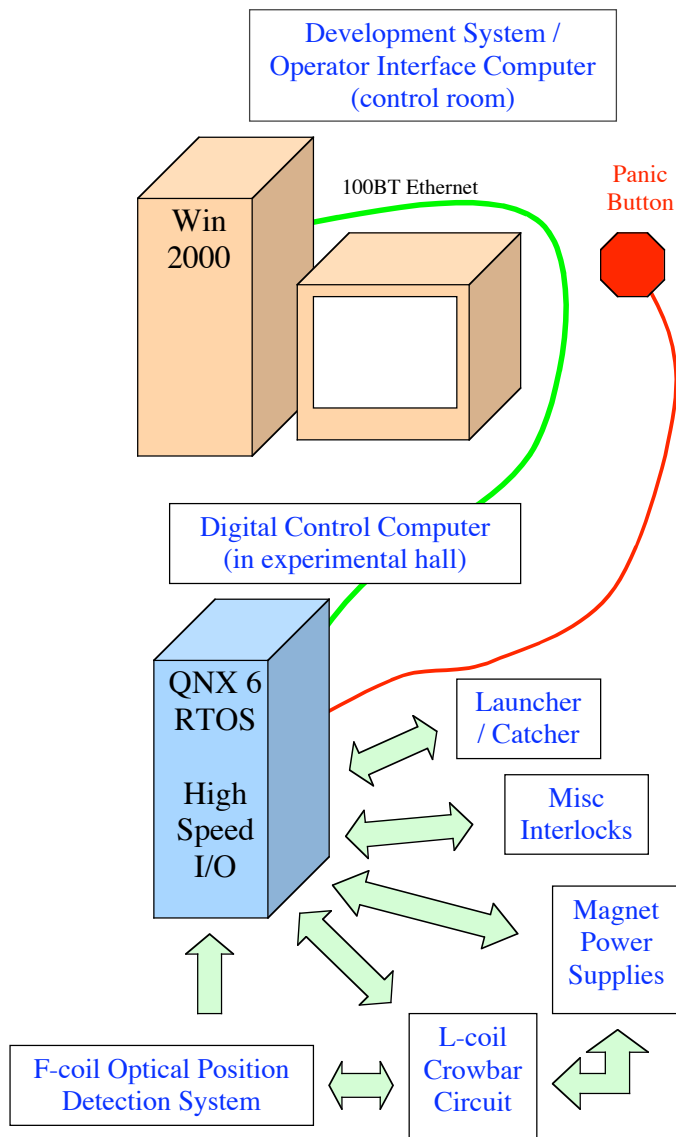 Development System /
Operator Interface Computer
(control room)
100BT Ethernet
Panic
Button
Win
2000
Digital Control Computer
(in experimental hall)
QNX 6
RTOS
High
Speed
I/O
Launcher
/ Catcher
Misc
Interlocks
Magnet
Power
Supplies
L-coil
Crowbar
Circuit
F-coil Optical Position
Detection System